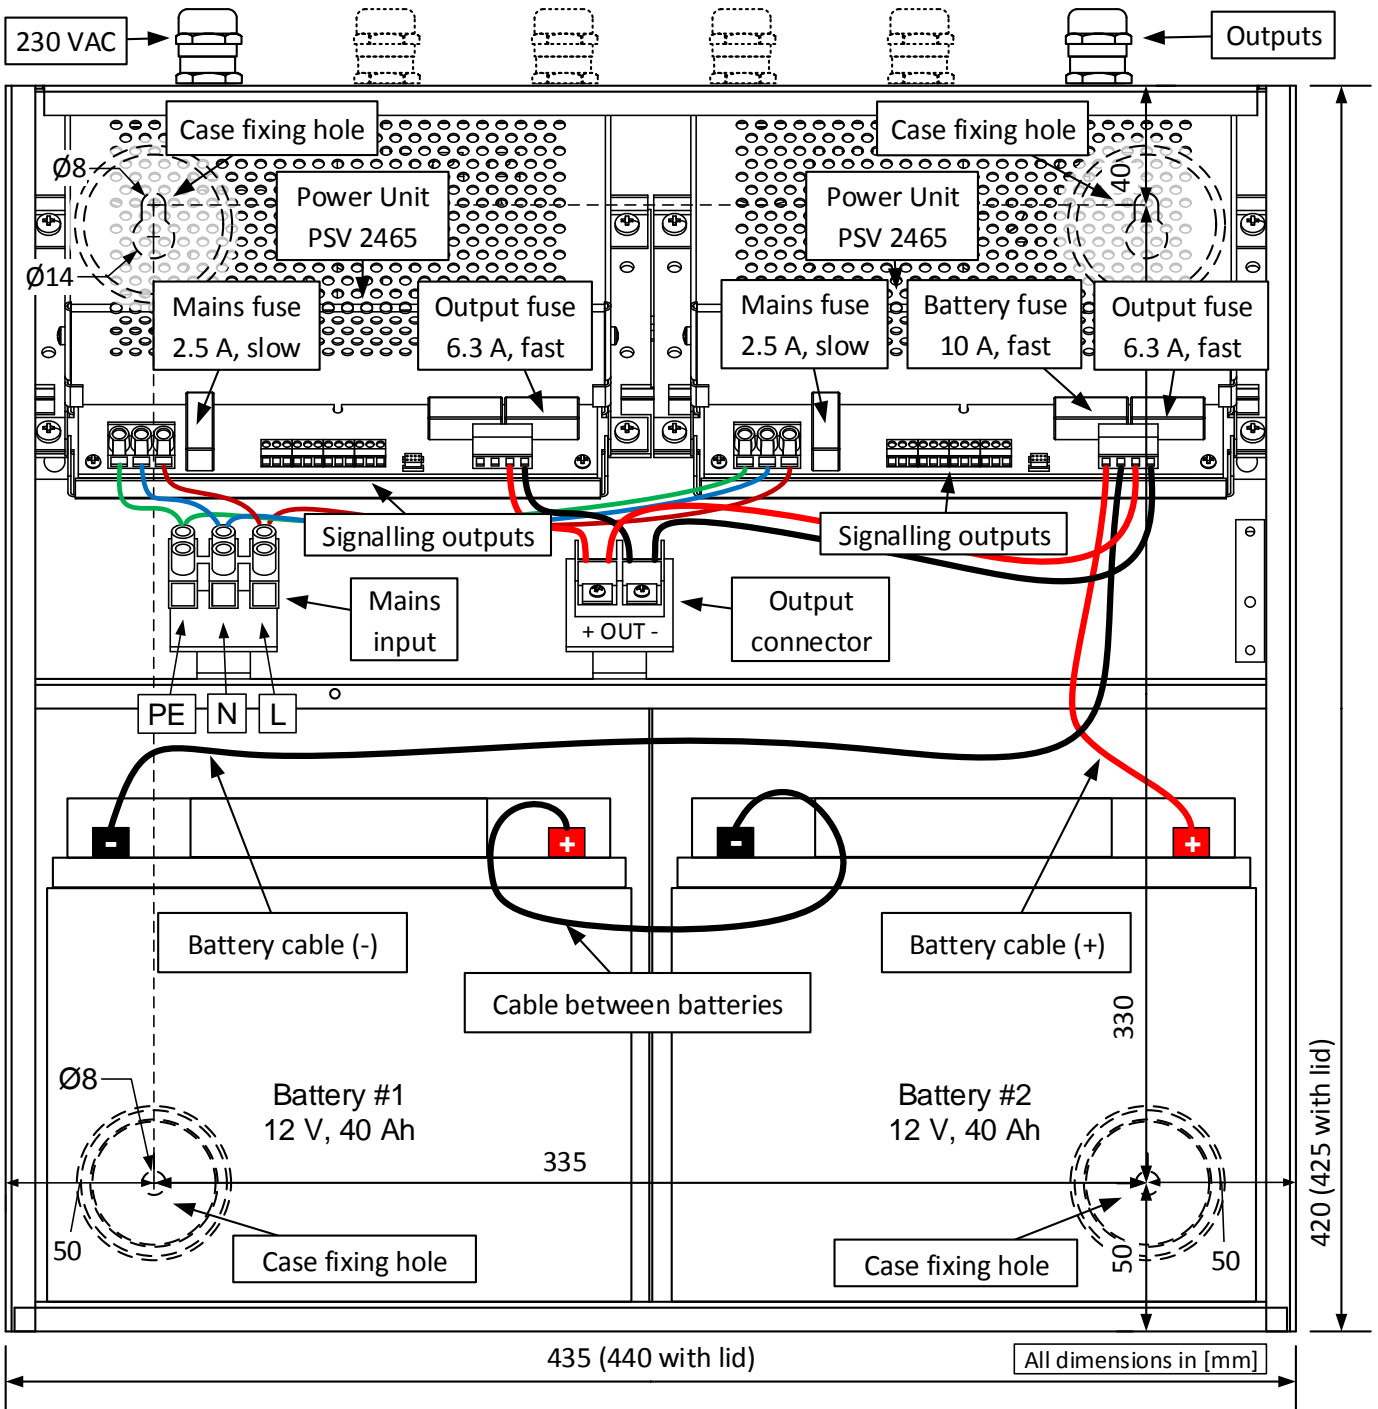 230 VAC
Outputs
Case fixing hole
Case fixing hole
Ø8
40
Power Unit
PSV 2465
Power Unit
PSV 2465
Ø14
Mains fuse
2.5 A, slow
Output fuse
6.3 A, fast
Mains fuse
2.5 A, slow
Battery fuse
10 A, fast
Output fuse
6.3 A, fast
Signalling outputs
Signalling outputs
Mains
input
+ OUT -
Output
connector
PE
N
L
-
+
-
+
Battery cable (-)
Battery cable (+)
Cable between batteries
330
Ø8
Battery #1
12 V, 40 Ah
Battery #2
12 V, 40 Ah
420 (425 with lid)
335
50
Case fixing hole
Case fixing hole
50
50
435 (440 with lid)
All dimensions in [mm]